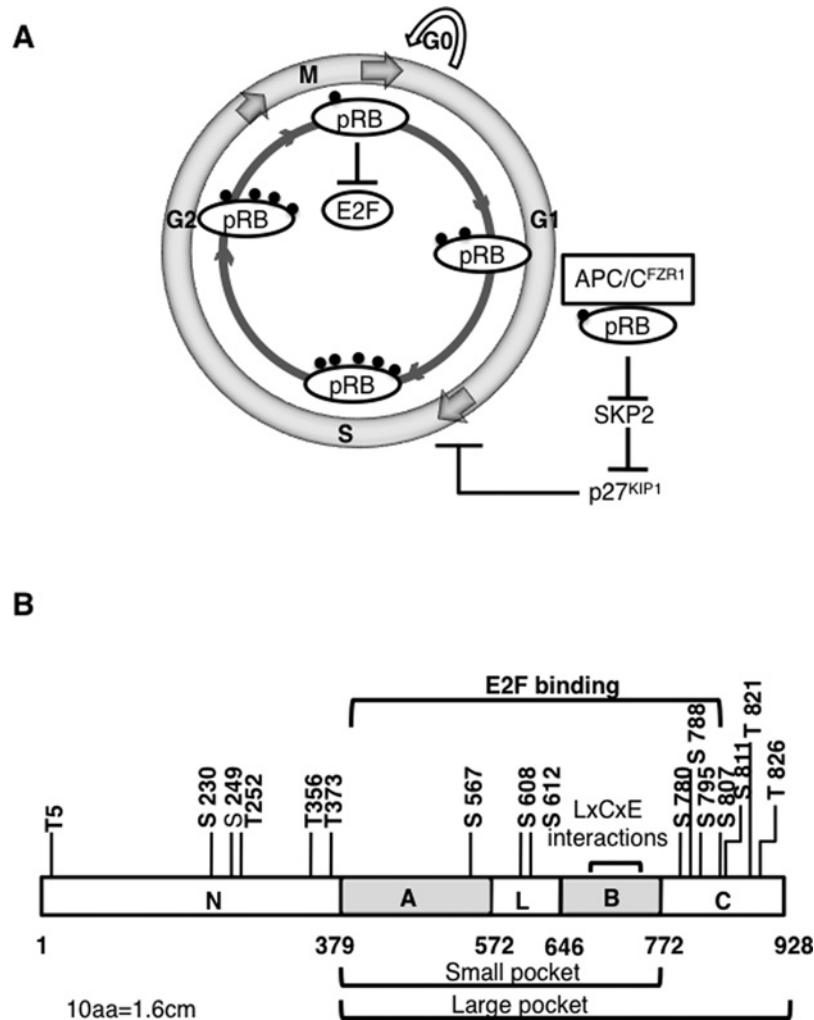 A
G0
M
pRB
E2F
G2
pRB
G1
pRB
APC/C^FZR1
pRB
pRB
S
SKP2
p27^KIP1
B
E2F binding
T5
S 230
S 249
T252
T356
T373
S 567
S 608
S 612
LxCxE
interactions
S 780
S 788
S 795
S 807
S 811
T 821
T 826
N
A
L
B
C
1
379
572
646
772
928
Small pocket
10aa=1.6cm
Large pocket